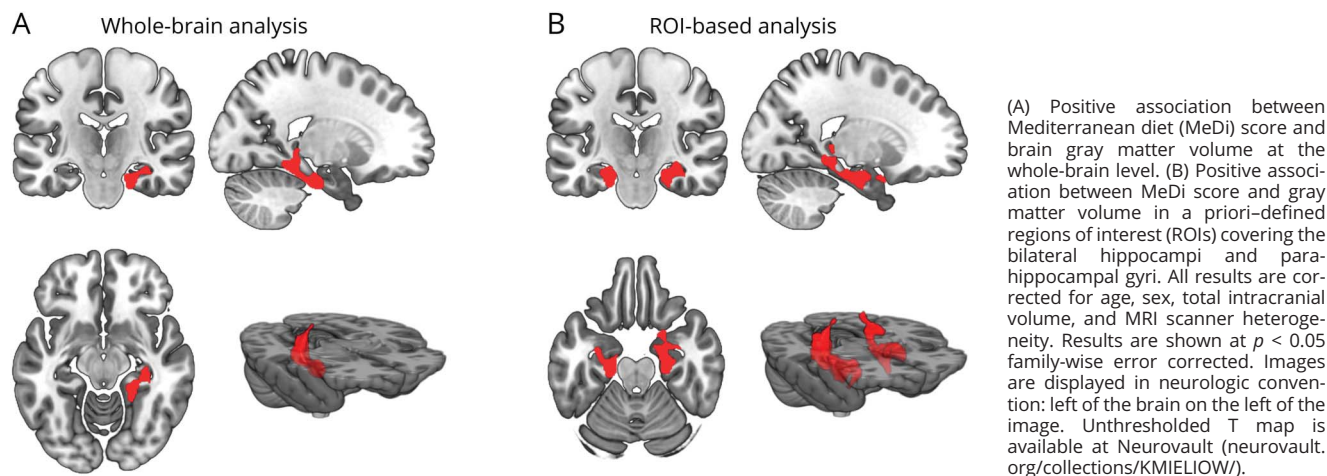 A Whole-brain analysis
B ROI-based analysis
(A) Positive association between
Mediterranean diet (MeDi) score and
brain gray matter volume at the
whole-brain level. (B) Positive associ-
ation between MeDi score and gray
matter volume in a priori–defined
regions of interest (ROIs) covering the
bilateral hippocampi and para-
hippocampal gyri. All results are cor-
rected for age, sex, total intracranial
volume, and MRI scanner heteroge-
neity. Results are shown at p < 0.05
family-wise error corrected. Images
are displayed in neurologic conven-
tion: left of the brain on the left of the
image. Unthresholded T map is
available at Neurovault (neurovault.
org/collections/KMIELIOW/).